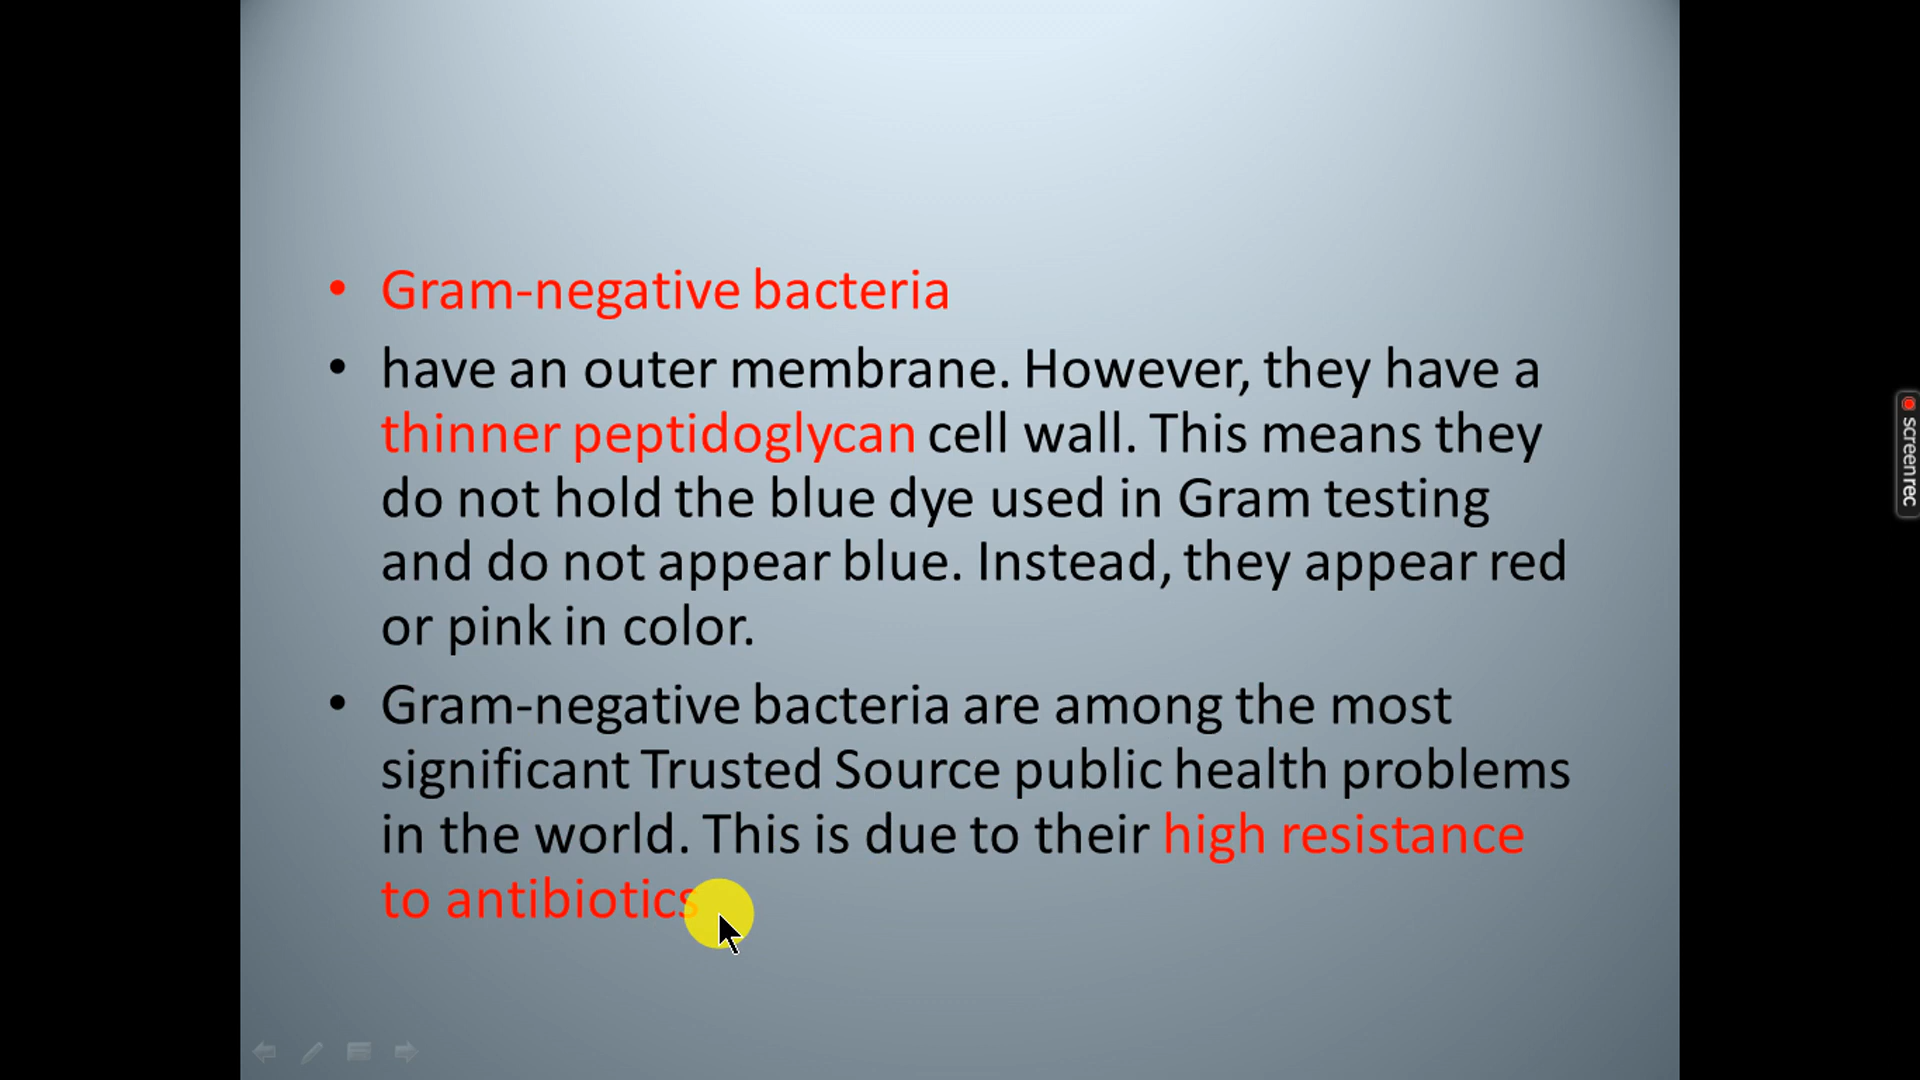 • Gram-negative bacteria
• have an outer membrane. However, they have a
thinner peptidoglycan cell wall. This means they
do not hold the blue dye used in Gram testing
and do not appear blue. Instead, they appear red
or pink in color.
• Gram-negative bacteria are among the most
significant Trusted Source public health problems
in the world. This is due to their high resistance
to antibiotics
screenrec